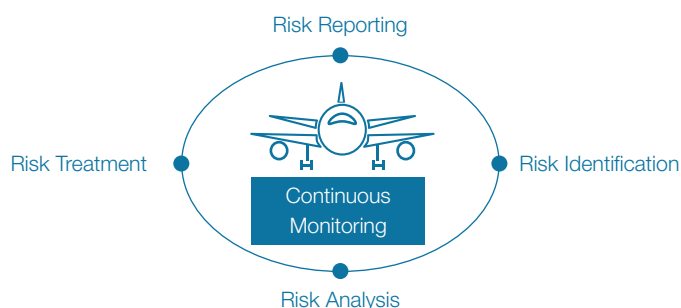 Risk Reporting
Risk Treatment
Risk Identification
Continuous
Monitoring
Risk Analysis